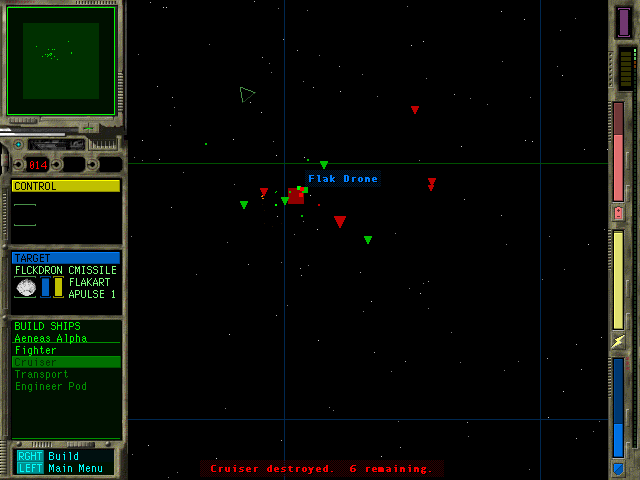 014
CONTROL
TARGET
FLCKDRON CMISSILE
FLAKART
APULSE 1
BUILD SHIPS
Aeneas Alpha
Fighter
Cruiser
Transport
Engineer Pod
RGHT Build
LEFT Main Menu
Flak Drone
Cruiser destroyed. 6 remaining.